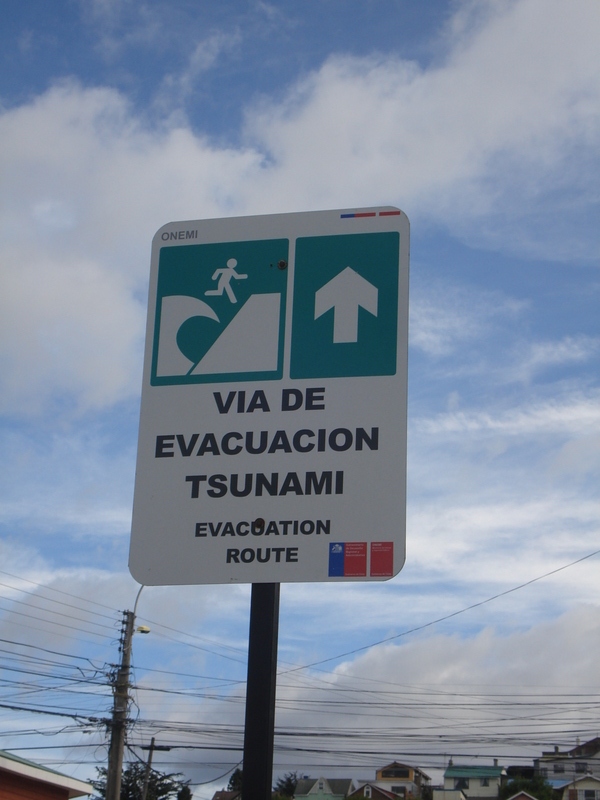 ONEMI
VIA DE
EVACUACION
TSUNAMI
EVACUATION
ROUTE